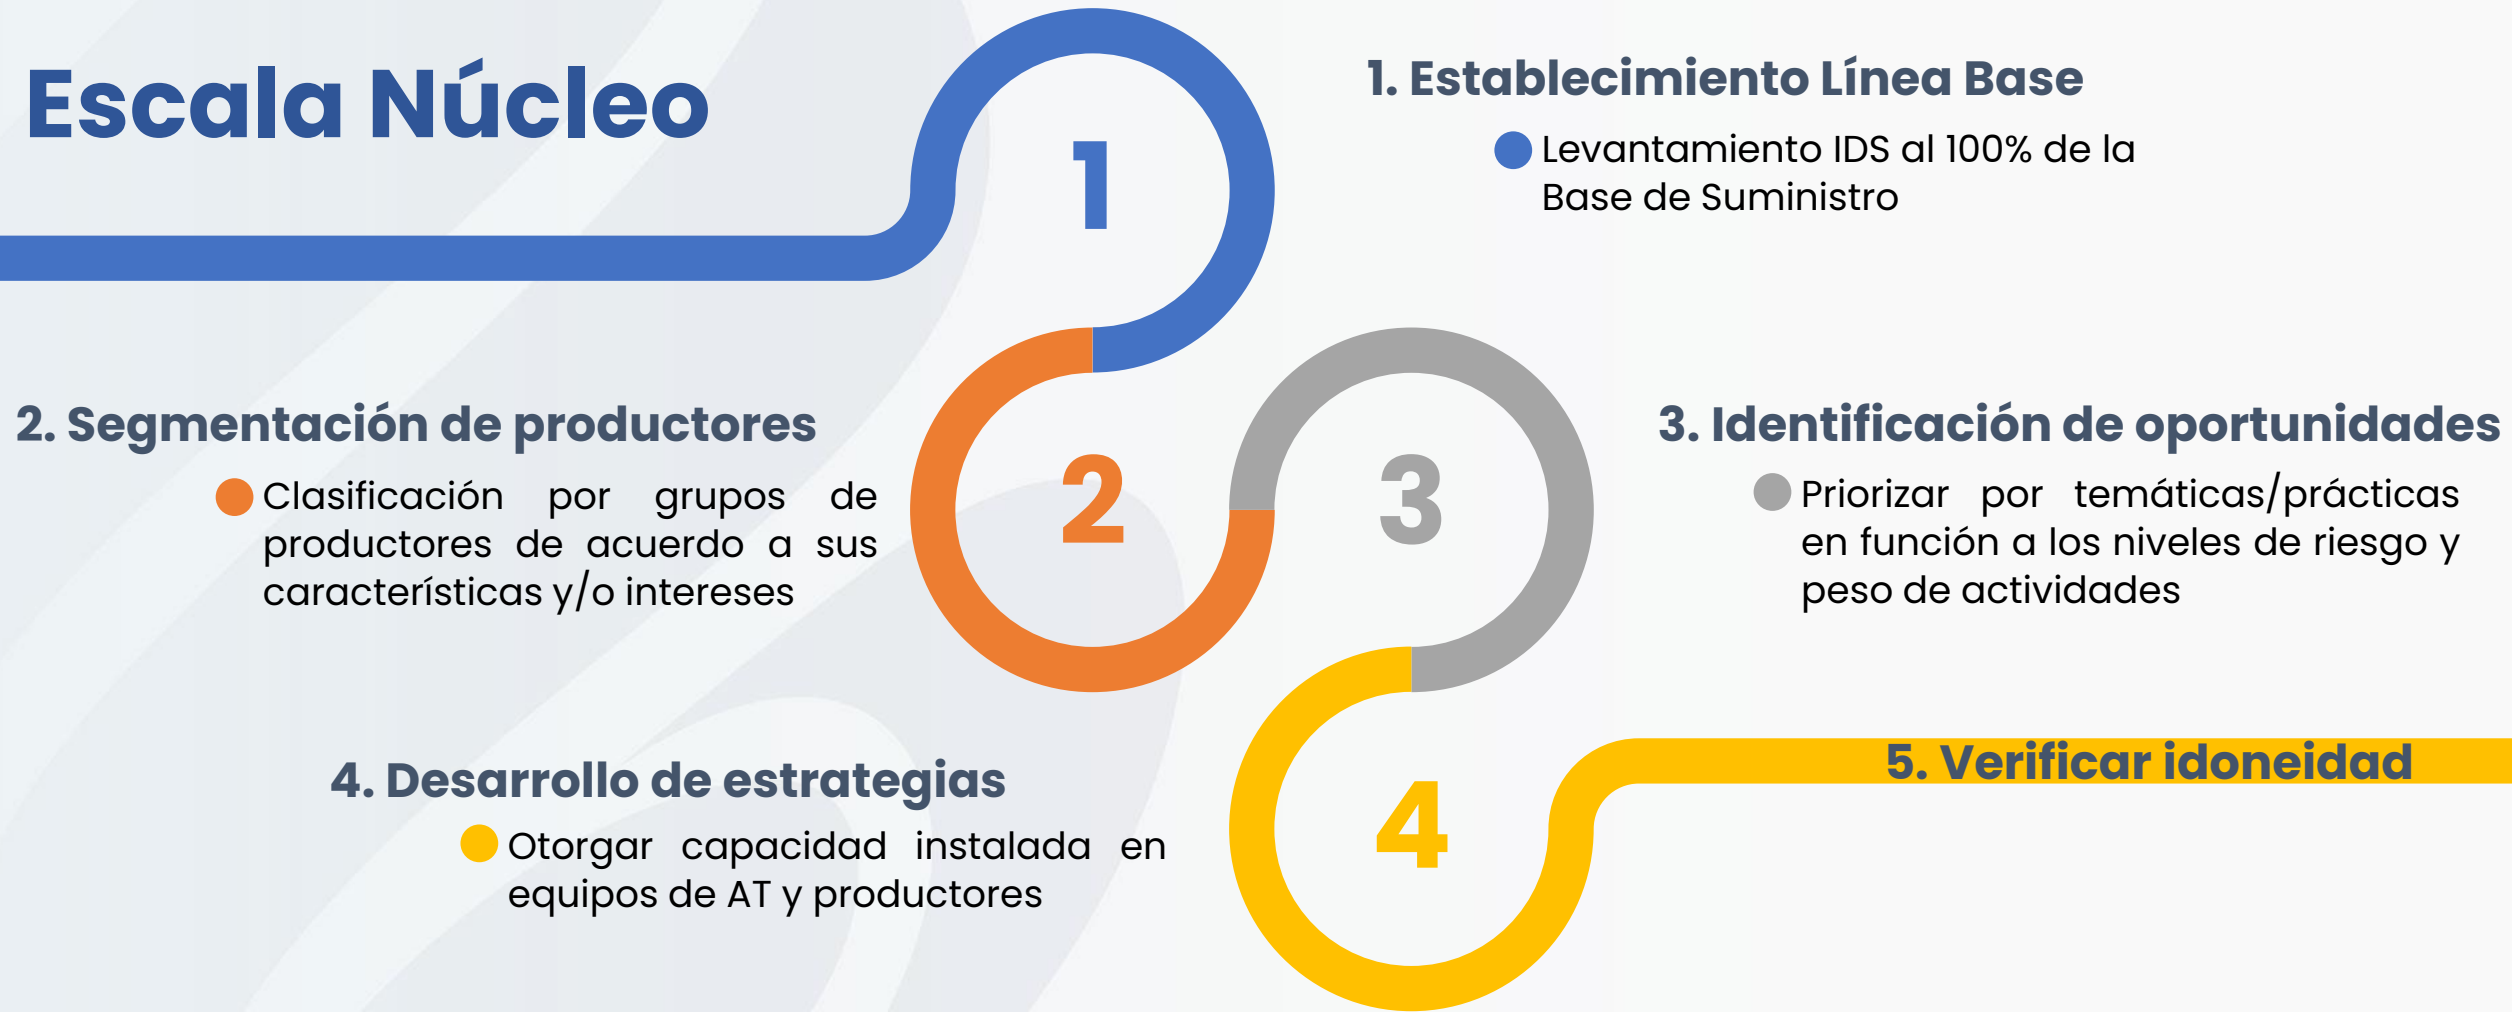 Escala Núcleo
1
1. Establecimiento Línea Base
Levantamiento IDS al 100% de la
Base de Suministro
2. Segmentación de productores
Clasificación por grupos de
productores de acuerdo a sus
características y/o intereses
2
3
3. Identificación de oportunidades
Priorizar por temáticas/prácticas
en función a los niveles de riesgo y
peso de actividades
4. Desarrollo de estrategias
Otorgar capacidad instalada en
equipos de AT y productores
4
5. Verificar idoneidad